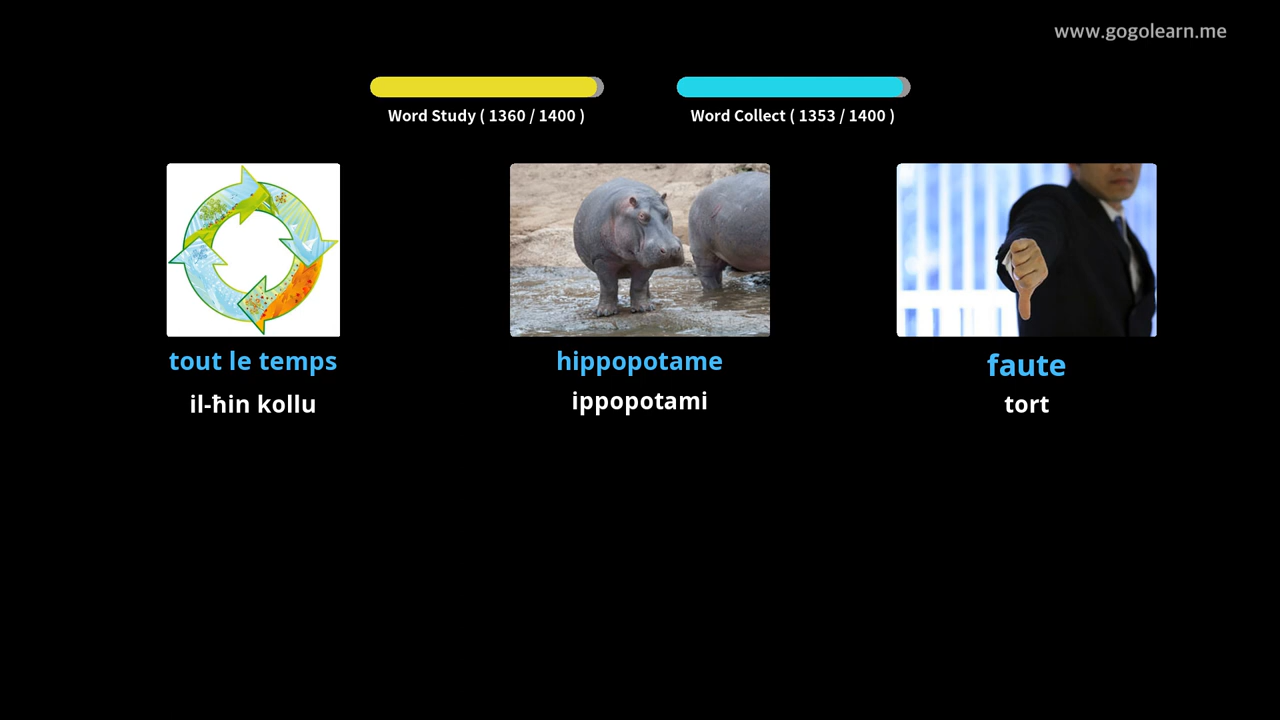 www.gogolearn.me
Word Study ( 1360 / 1400 )
Word Collect ( 1353 / 1400 )
tout le temps
il-ħin kollu
hippopotame
ippopotami
faute
tort